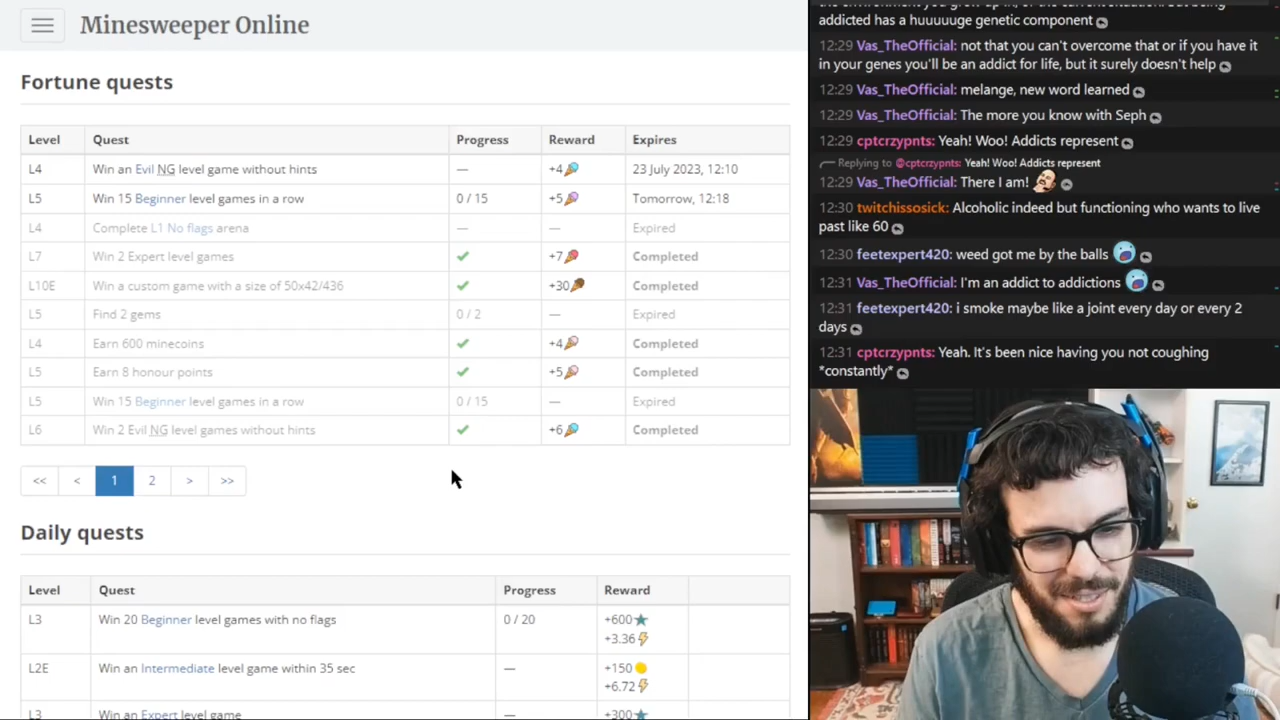 Minesweeper Online
Fortune quests
Level Quest Progress Reward Expires
L4 Win an Evil NG level game without hints — +4 23 July 2023, 12:10
L5 Win 15 Beginner level games in a row 0 / 15 +5 Tomorrow, 12:18
L4 Complete L1 No flags arena — — Expired
L7 Win 2 Expert level games +7 Completed
L10E Win a custom game with a size of 50x42/436 +30 Completed
L5 Find 2 gems 0 / 2 — Expired
L4 Earn 600 minecoins +4 Completed
L5 Earn 8 honour points +5 Completed
L5 Win 15 Beginner level games in a row 0 / 15 — Expired
L6 Win 2 Evil NG level games without hints +6 Completed
<< < 1 2 > >>
Daily quests
Level Quest Progress Reward
L3 Win 20 Beginner level games with no flags 0 / 20 +600
+3.36
L2E Win an Intermediate level game within 35 sec — +150
+6.72
L3 Win an Expert level game — +300
addicted has a huuuuuge genetic component
12:29 Vas_TheOfficial: not that you can't overcome that or if you have it
in your genes you'll be an addict for life, but it surely doesn't help
12:29 Vas_TheOfficial: melange, new word learned
12:29 Vas_TheOfficial: The more you know with Seph
12:29 cptcrzypnts: Yeah! Woo! Addicts represent
Replying to @cptcrzypnts: Yeah! Woo! Addicts represent
12:29 Vas_TheOfficial: There I am!
12:30 twitchissosick: Alcoholic indeed but functioning who wants to live
past like 60
12:30 feetexpert420: weed got me by the balls
12:31 Vas_TheOfficial: I'm an addict to addictions
12:31 feetexpert420: i smoke maybe like a joint every day or every 2
days
12:31 cptcrzypnts: Yeah. It's been nice having you not coughing
*constantly*